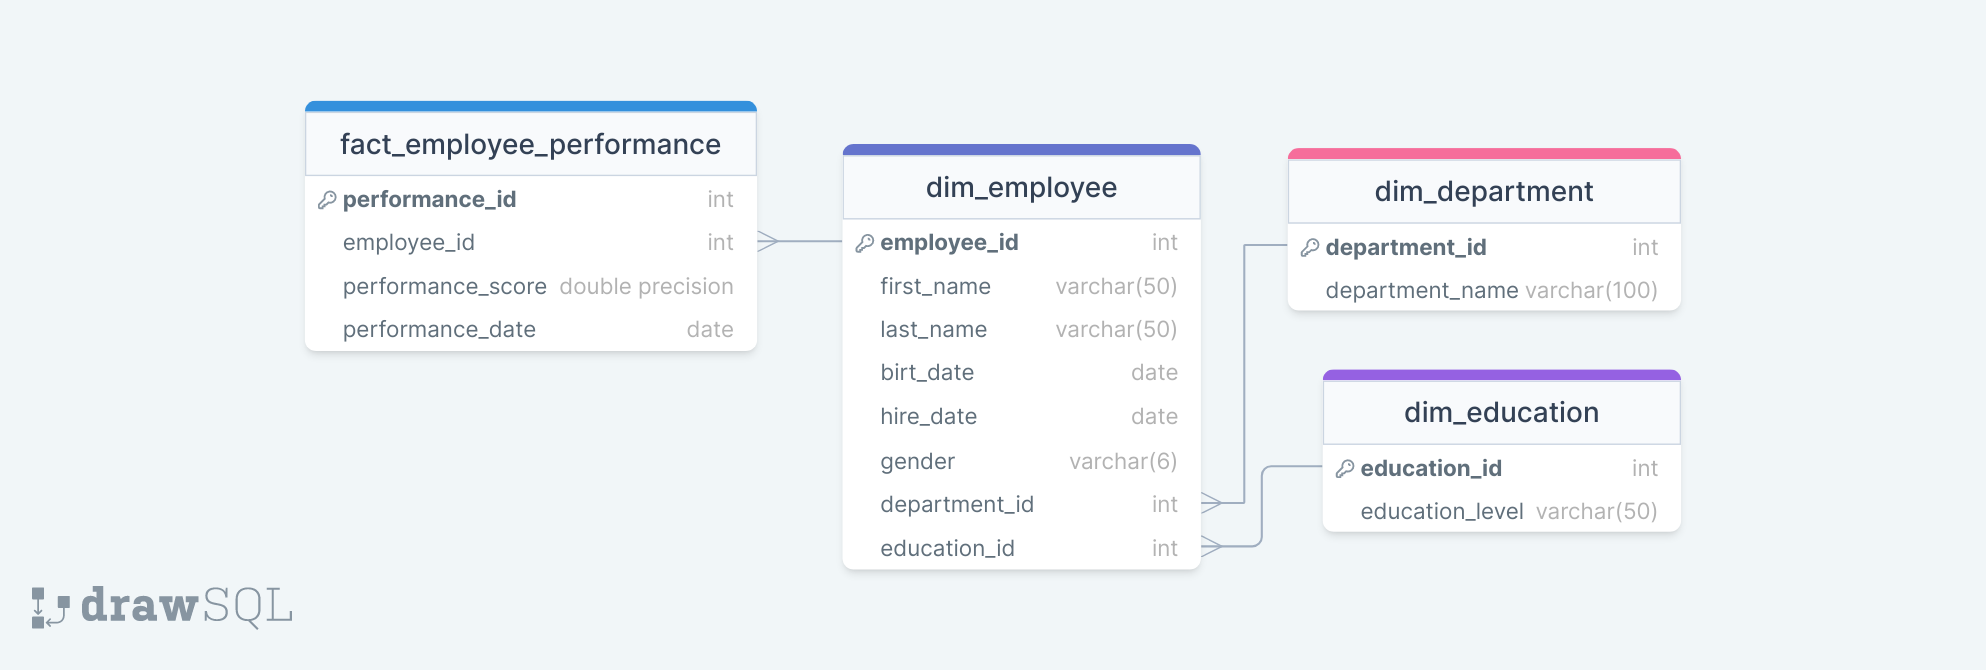 fact_employee_performance
performance_id int
employee_id int
performance_score double precision
performance_date date
dim_employee
employee_id int
first_name varchar(50)
last_name varchar(50)
birt_date date
hire_date date
gender varchar(6)
department_id int
education_id int
dim_department
department_id int
department_name varchar(100)
dim_education
education_id int
education_level varchar(50)
drawSQL